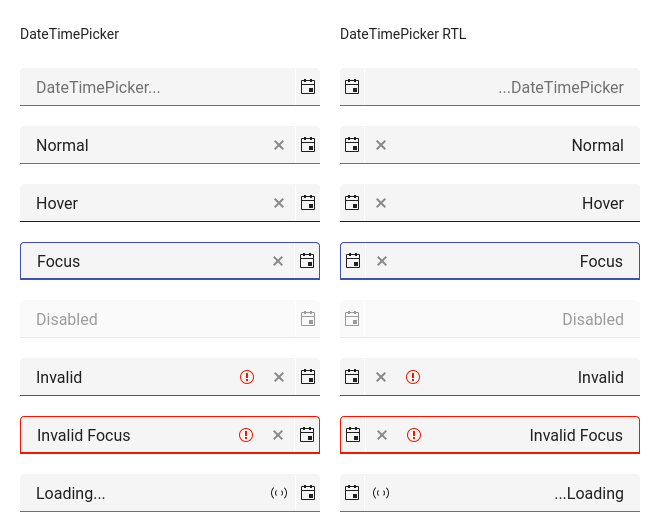 DateTimePicker
DateTimePicker RTL
DateTimePicker...
...DateTimePicker
Normal
Normal
Hover
Hover
Focus
Focus
Disabled
Disabled
Invalid
Invalid
Invalid Focus
Invalid Focus
Loading...
...Loading